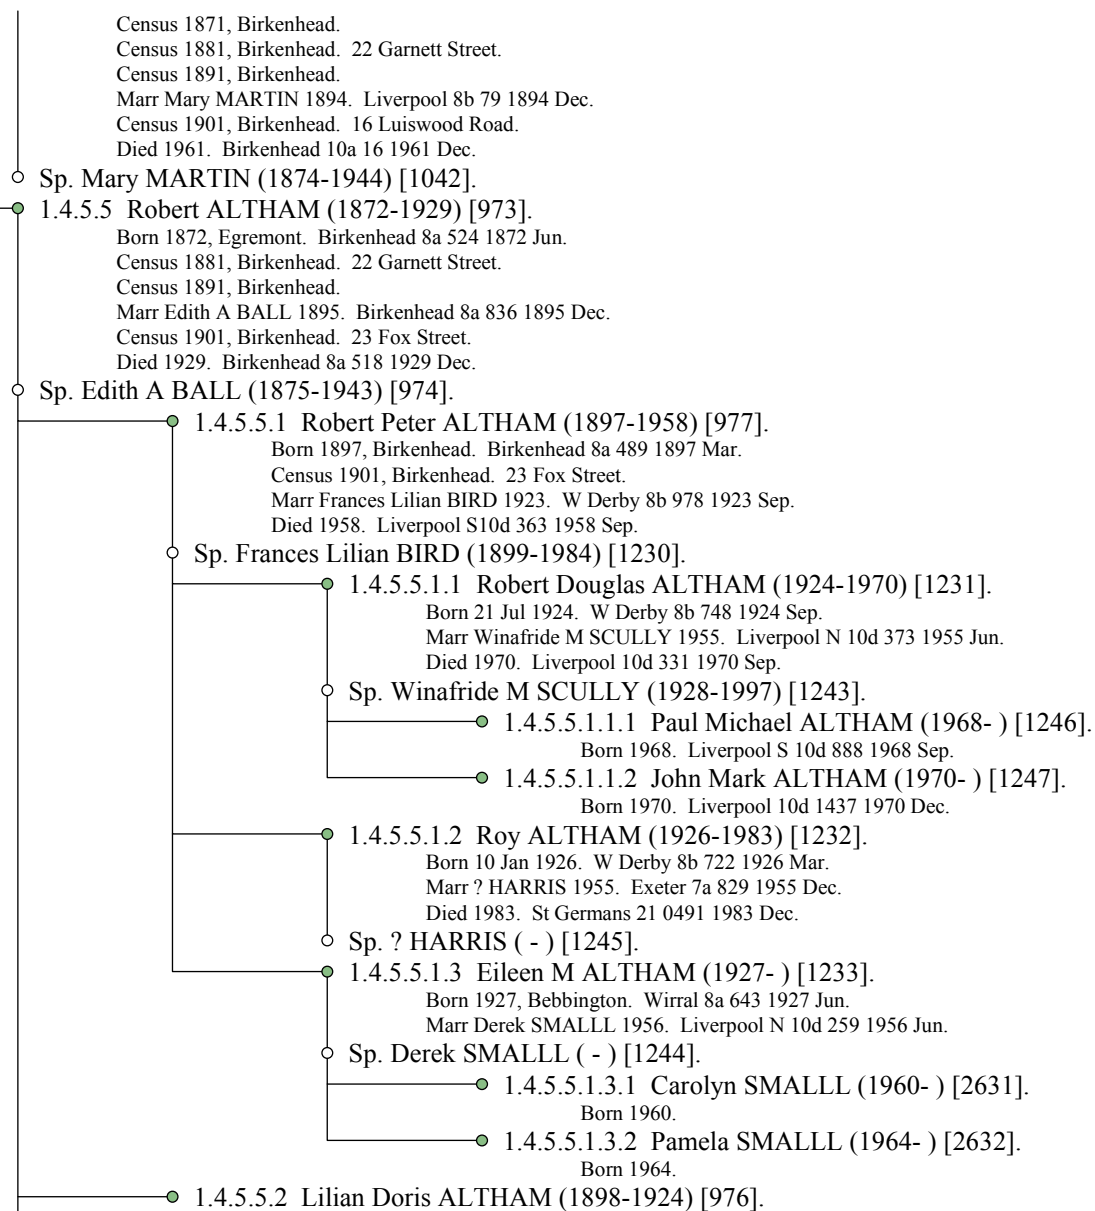 Census 1871, Birkenhead.
Census 1881, Birkenhead.  22 Garnett Street.
Census 1891, Birkenhead.
Marr Mary MARTIN 1894.  Liverpool 8b 79 1894 Dec.
Census 1901, Birkenhead.  16 Luiswood Road.
Died 1961.  Birkenhead 10a 16 1961 Dec.
Sp. Mary MARTIN (1874-1944) [1042].
1.4.5.5  Robert ALTHAM (1872-1929) [973].
Born 1872, Egremont.  Birkenhead 8a 524 1872 Jun.
Census 1881, Birkenhead.  22 Garnett Street.
Census 1891, Birkenhead.
Marr Edith A BALL 1895.  Birkenhead 8a 836 1895 Dec.
Census 1901, Birkenhead.  23 Fox Street.
Died 1929.  Birkenhead 8a 518 1929 Dec.
Sp. Edith A BALL (1875-1943) [974].
1.4.5.5.1  Robert Peter ALTHAM (1897-1958) [977].
Born 1897, Birkenhead.  Birkenhead 8a 489 1897 Mar.
Census 1901, Birkenhead.  23 Fox Street.
Marr Frances Lilian BIRD 1923.  W Derby 8b 978 1923 Sep.
Died 1958.  Liverpool S10d 363 1958 Sep.
Sp. Frances Lilian BIRD (1899-1984) [1230].
1.4.5.5.1.1  Robert Douglas ALTHAM (1924-1970) [1231].
Born 21 Jul 1924.  W Derby 8b 748 1924 Sep.
Marr Winafride M SCULLY 1955.  Liverpool N 10d 373 1955 Jun.
Died 1970.  Liverpool 10d 331 1970 Sep.
Sp. Winafride M SCULLY (1928-1997) [1243].
1.4.5.5.1.1.1  Paul Michael ALTHAM (1968- ) [1246].
Born 1968.  Liverpool S 10d 888 1968 Sep.
1.4.5.5.1.1.2  John Mark ALTHAM (1970- ) [1247].
Born 1970.  Liverpool 10d 1437 1970 Dec.
1.4.5.5.1.2  Roy ALTHAM (1926-1983) [1232].
Born 10 Jan 1926.  W Derby 8b 722 1926 Mar.
Marr ? HARRIS 1955.  Exeter 7a 829 1955 Dec.
Died 1983.  St Germans 21 0491 1983 Dec.
Sp. ? HARRIS ( - ) [1245].
1.4.5.5.1.3  Eileen M ALTHAM (1927- ) [1233].
Born 1927, Bebbington.  Wirral 8a 643 1927 Jun.
Marr Derek SMALLL 1956.  Liverpool N 10d 259 1956 Jun.
Sp. Derek SMALLL ( - ) [1244].
1.4.5.5.1.3.1  Carolyn SMALLL (1960- ) [2631].
Born 1960.
1.4.5.5.1.3.2  Pamela SMALLL (1964- ) [2632].
Born 1964.
1.4.5.5.2  Lilian Doris ALTHAM (1898-1924) [976].